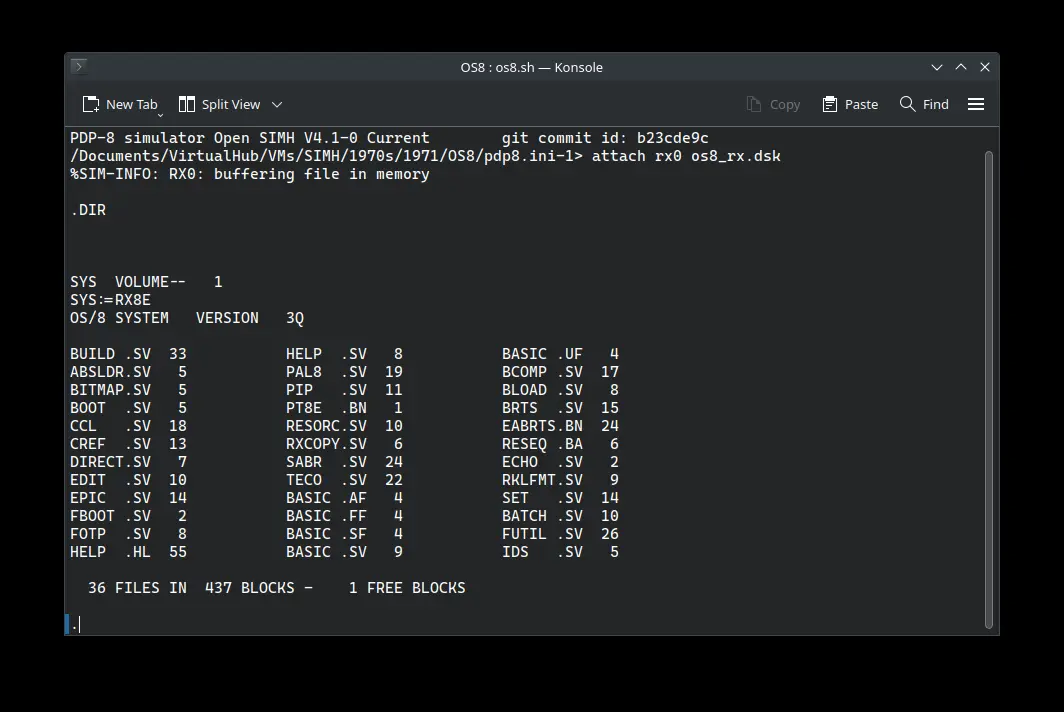 OS8 : os8.sh — Konsole
New Tab Split View Copy Paste Find
PDP-8 simulator Open SIMH V4.1-0 Current        git commit id: b23cde9c
/Documents/VirtualHub/VMs/SIMH/1970s/1971/OS8/pdp8.ini-1> attach rx0 os8_rx.dsk
%SIM-INFO: RX0: buffering file in memory
.DIR
SYS  VOLUME--   1
SYS:=RX8E
OS/8 SYSTEM   VERSION   3Q
BUILD .SV  33           HELP  .SV   8           BASIC .UF   4
ABSLDR.SV   5           PAL8  .SV  19           BCOMP .SV  17
BITMAP.SV   5           PIP   .SV  11           BLOAD .SV   8
BOOT  .SV   5           PT8E  .BN   1           BRTS  .SV  15
CCL   .SV  18           RESORC.SV  10           EABRTS.BN  24
CREF  .SV  13           RXCOPY.SV   6           RESEQ .BA   6
DIRECT.SV   7           SABR  .SV  24           ECHO  .SV   2
EDIT  .SV  10           TECO  .SV  22           RKLFMT.SV   9
EPIC  .SV  14           BASIC .AF   4           SET   .SV  14
FBOOT .SV   2           BASIC .FF   4           BATCH .SV  10
FOTP  .SV   8           BASIC .SF   4           FUTIL .SV  26
HELP  .HL  55           BASIC .SV   9           IDS   .SV   5
  36 FILES IN  437 BLOCKS -    1 FREE BLOCKS
.